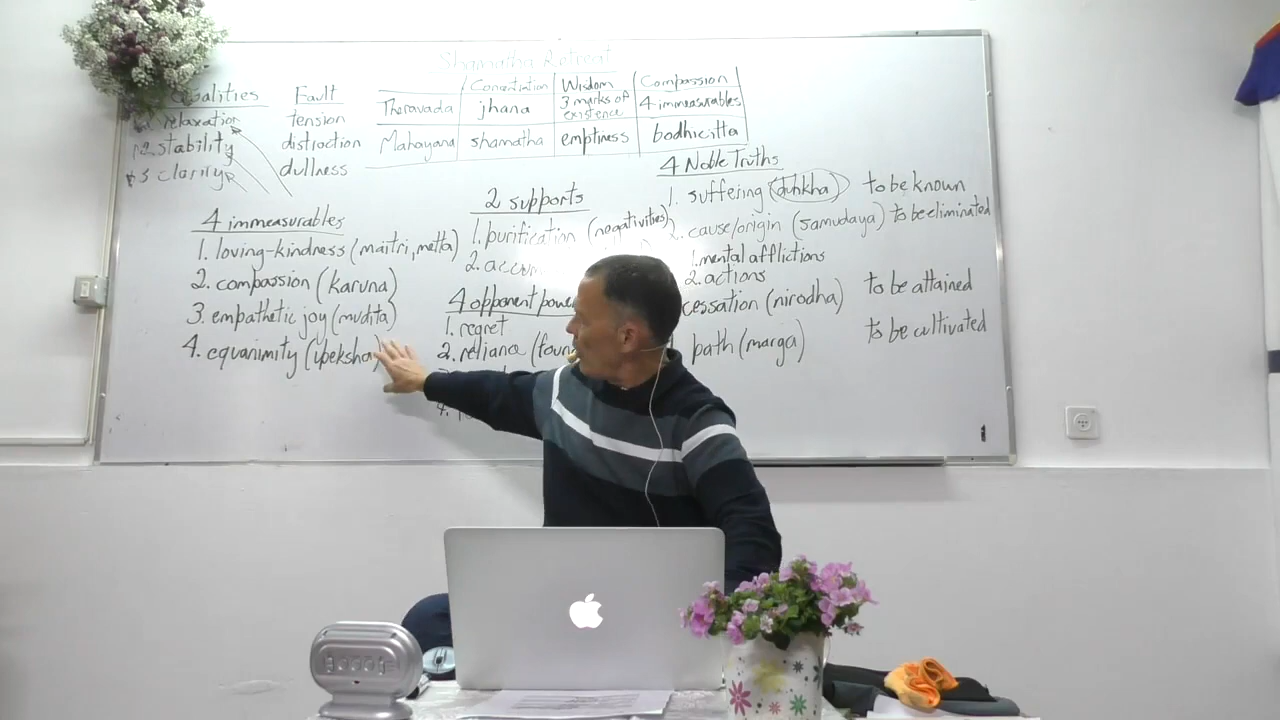 Shamatha Retreat
Qualities Fault
1. relaxation tension
2 stability distraction
3 clarity dullness
Concentration Wisdom Compassion
Theravada jhana 3 marks of existence 4 immeasurables
Mahayana shamatha emptiness bodhicitta
4 immeasurables
1. loving-kindness (maitri, metta)
2. compassion (karuna)
3. empathetic joy (mudita)
4. equanimity (upeksha)
2 supports
1. purification (negativities)
2.
4 opponent
1. regret
2.
4.
4 Noble Truths
1. suffering (duhkha) to be known
2. cause/origin (samudaya) to be eliminated
1. mental afflictions
2. actions
cessation (nirodha) to be attained
path (marga) to be cultivated